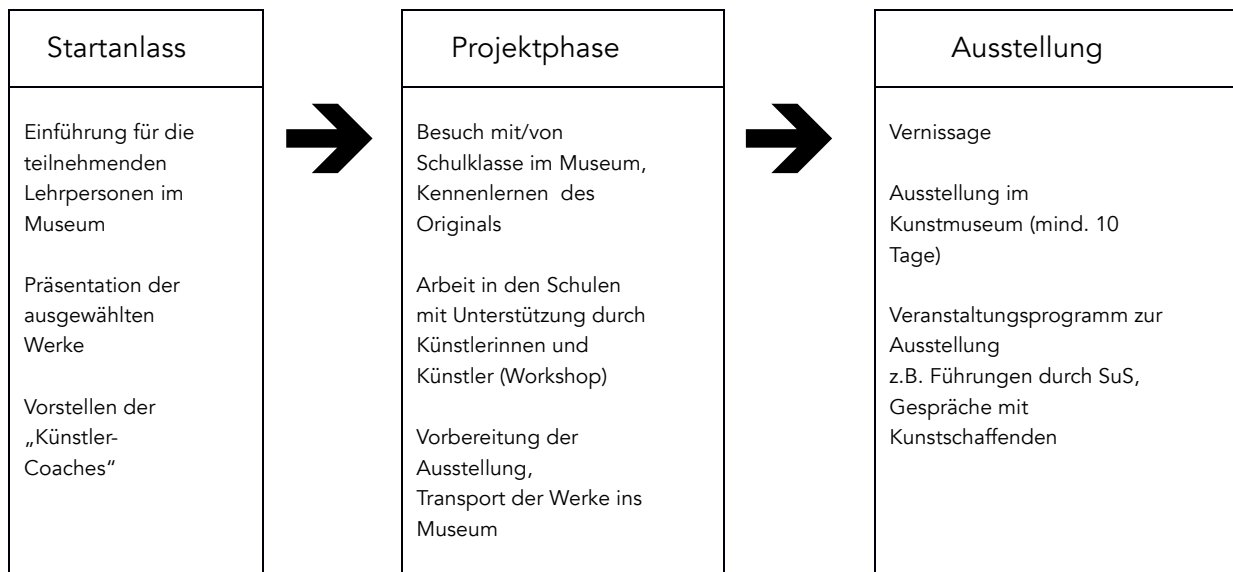 Startanlass
Einführung für die
teilnehmenden
Lehrpersonen im
Museum
Präsentation der
ausgewählten
Werke
Vorstellen der
„Künstler-
Coaches“
Projektphase
Besuch mit/von
Schulklasse im Museum,
Kennenlernen des
Originals
Arbeit in den Schulen
mit Unterstützung durch
Künstlerinnen und
Künstler (Workshop)
Vorbereitung der
Ausstellung,
Transport der Werke ins
Museum
Ausstellung
Vernissage
Ausstellung im
Kunstmuseum (mind. 10
Tage)
Veranstaltungsprogramm zur
Ausstellung
z.B. Führungen durch SuS,
Gespräche mit
Kunstschaffenden